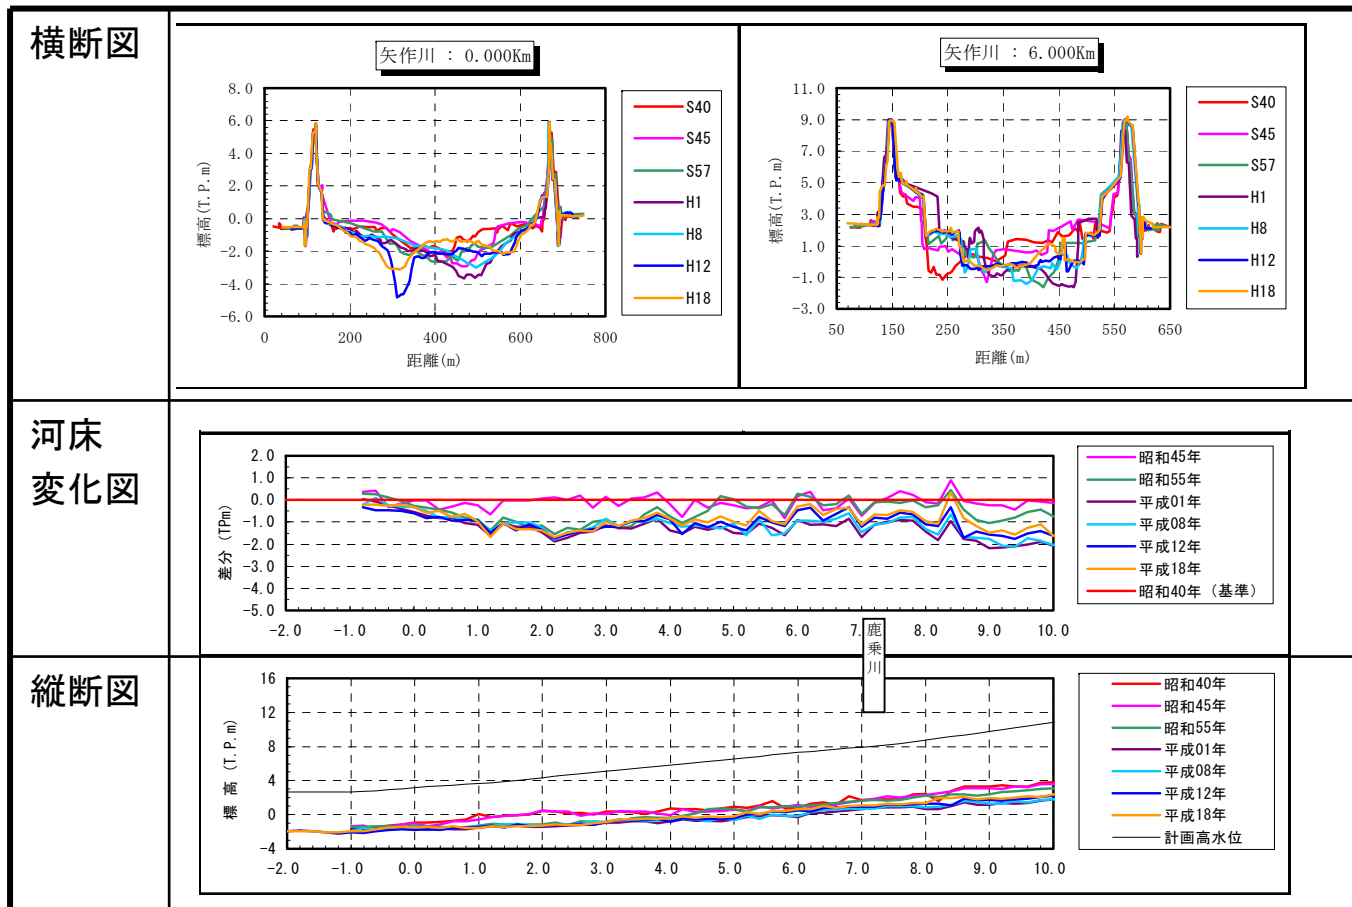 横断図
矢作川 : 0.000Km
8.0
6.0
4.0
2.0
0.0
-2.0
-4.0
-6.0
標高(T.P.m)
0 200 400 600 800
距離(m)
S40
S45
S57
H1
H8
H12
H18
矢作川 : 6.000Km
11.0
9.0
7.0
5.0
3.0
1.0
-1.0
-3.0
標高(T.P.m)
50 150 250 350 450 550 650
距離(m)
S40
S45
S57
H1
H8
H12
H18
河床
変化図
2.0
1.0
0.0
-1.0
-2.0
-3.0
-4.0
-5.0
差分 (TPm)
-2.0 -1.0 0.0 1.0 2.0 3.0 4.0 5.0 6.0 7.0 8.0 9.0 10.0
昭和45年
昭和55年
平成01年
平成08年
平成12年
平成18年
昭和40年 (基準)
鹿乗川
縦断図
16
12
8
4
0
-4
標 高 (T.P.m)
-2.0 -1.0 0.0 1.0 2.0 3.0 4.0 5.0 6.0 7.0 8.0 9.0 10.0
昭和40年
昭和45年
昭和55年
平成01年
平成08年
平成12年
平成18年
計画高水位